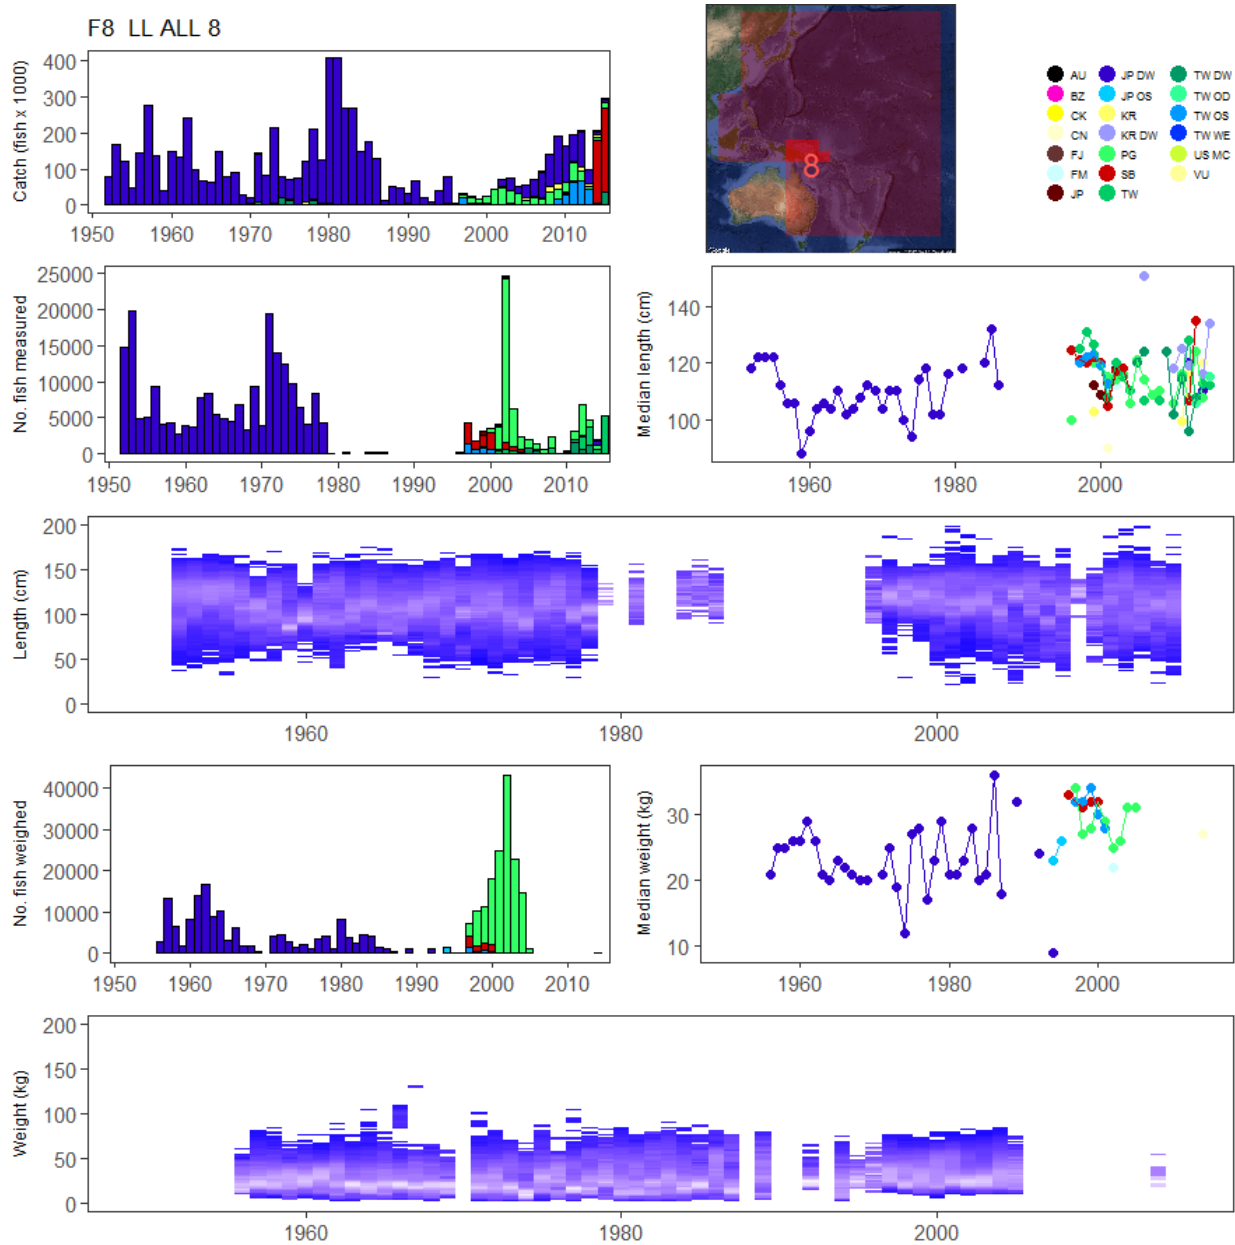 F8 LL ALL 8
Catch (fish x 1000)
400
300
200
100
0
1950 1960 1970 1980 1990 2000 2010
8
AU JP DW TW DW
BZ JP OS TW OD
CK KR TW OS
CN KR DW TW WE
FJ PG US MC
FM SB VU
JP TW
No. fish measured
25000
20000
15000
10000
5000
0
1950 1960 1970 1980 1990 2000 2010
Median length (cm)
140
120
100
1960 1980 2000
Length (cm)
200
150
100
50
0
1960 1980 2000
No. fish weighed
40000
30000
20000
10000
0
1950 1960 1970 1980 1990 2000 2010
Median weight (kg)
30
20
10
1960 1980 2000
Weight (kg)
200
150
100
50
0
1960 1980 2000